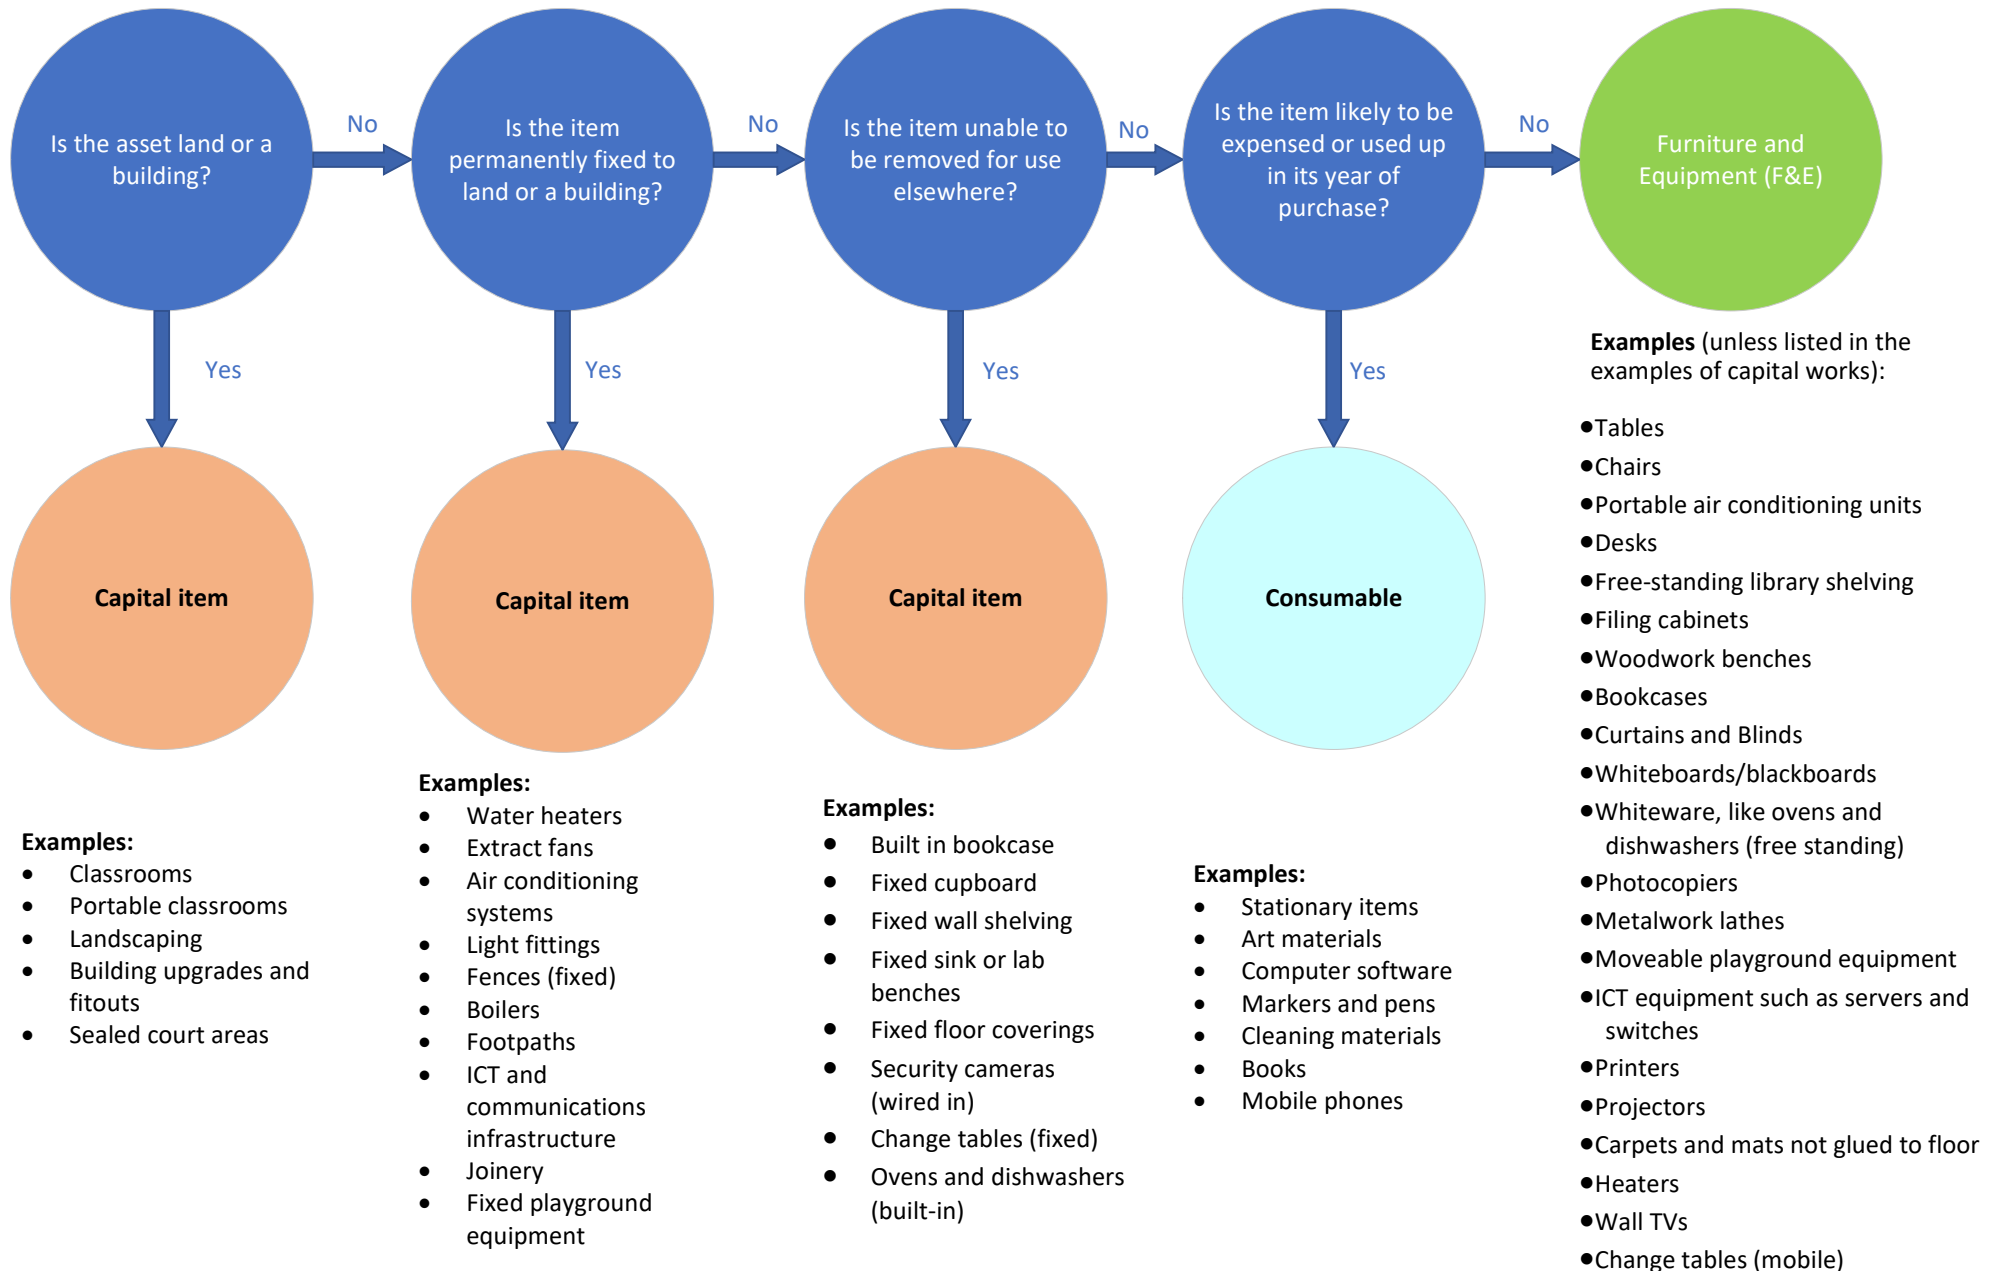 Is the asset land or a
building?
No
Is the item
permanently fixed to
land or a building?
No
Is the item unable to
be removed for use
elsewhere?
No
Is the item likely to be
expensed or used up
in its year of
purchase?
No
Furniture and
Equipment (F&E)
Yes
Yes
Yes
Yes
Capital item
Capital item
Capital item
Consumable
Examples:
• Classrooms
• Portable classrooms
• Landscaping
• Building upgrades and
fitouts
• Sealed court areas
Examples:
• Water heaters
• Extract fans
• Air conditioning
systems
• Light fittings
• Fences (fixed)
• Boilers
• Footpaths
• ICT and
communications
infrastructure
• Joinery
• Fixed playground
equipment
Examples:
• Built in bookcase
• Fixed cupboard
• Fixed wall shelving
• Fixed sink or lab
benches
• Fixed floor coverings
• Security cameras
(wired in)
• Change tables (fixed)
• Ovens and dishwashers
(built-in)
Examples:
• Stationary items
• Art materials
• Computer software
• Markers and pens
• Cleaning materials
• Books
• Mobile phones
Examples (unless listed in the
examples of capital works):
•Tables
•Chairs
•Portable air conditioning units
•Desks
•Free-standing library shelving
•Filing cabinets
•Woodwork benches
•Bookcases
•Curtains and Blinds
•Whiteboards/blackboards
•Whiteware, like ovens and
dishwashers (free standing)
•Photocopiers
•Metalwork lathes
•Moveable playground equipment
•ICT equipment such as servers and
switches
•Printers
•Projectors
•Carpets and mats not glued to floor
•Heaters
•Wall TVs
•Change tables (mobile)